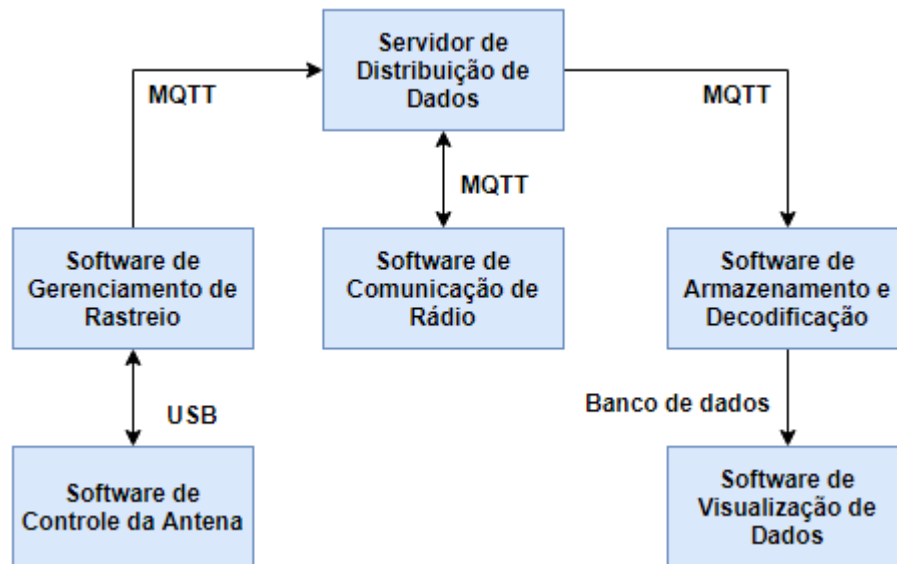 Servidor de
Distribuição de
Dados
MQTT
MQTT
MQTT
Software de
Gerenciamento de
Rastreio
Software de
Comunicação de
Rádio
Software de
Armazenamento e
Decodificação
USB
Banco de dados
Software de
Controle da Antena
Software de
Visualização de
Dados